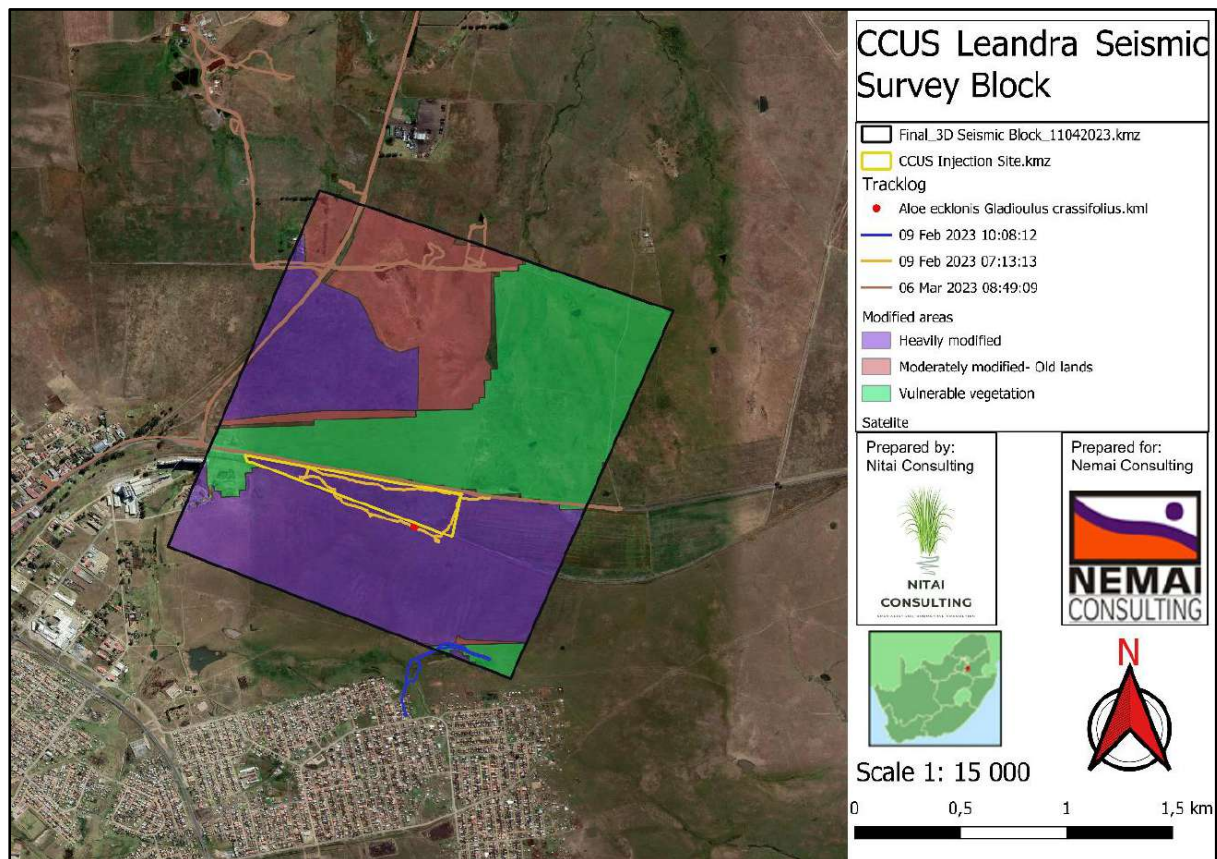 CCUS Leandra Seismic
Survey Block
Final_3D Seismic Block_11042023.kmz
CCUS Injection Site.kmz
Tracklog
Aloe ecklonis Gladioulus crassifolius.kml
09 Feb 2023 10:08:12
09 Feb 2023 07:13:13
06 Mar 2023 08:49:09
Modified areas
Heavily modified
Moderately modified- Old lands
Vulnerable vegetation
Satelite
Prepared by:
Nitai Consulting
NITAI
CONSULTING
Prepared for:
Nemai Consulting
NEMAI
CONSULTING
N
Scale 1: 15 000
0 0,5 1 1,5 km